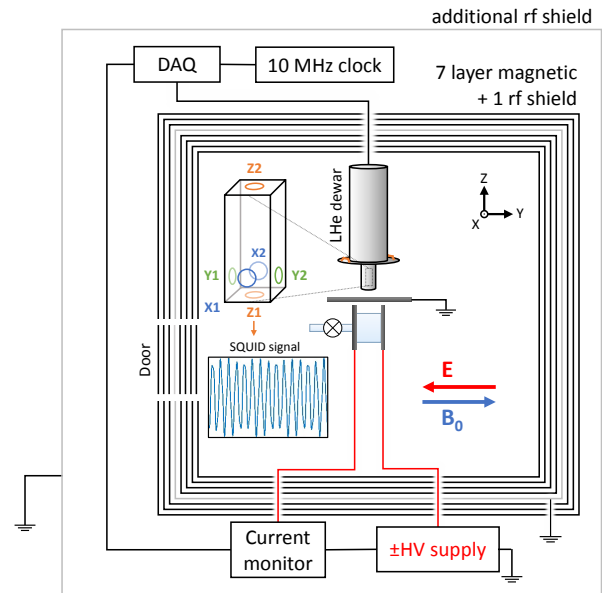 additional rf shield
DAQ
10 MHz clock
7 layer magnetic
+ 1 rf shield
Z2
LHe dewar
Z
X
Y
X2
Y1
Y2
X1
Z1
SQUID signal
Door
E
B₀
Current
monitor
±HV supply